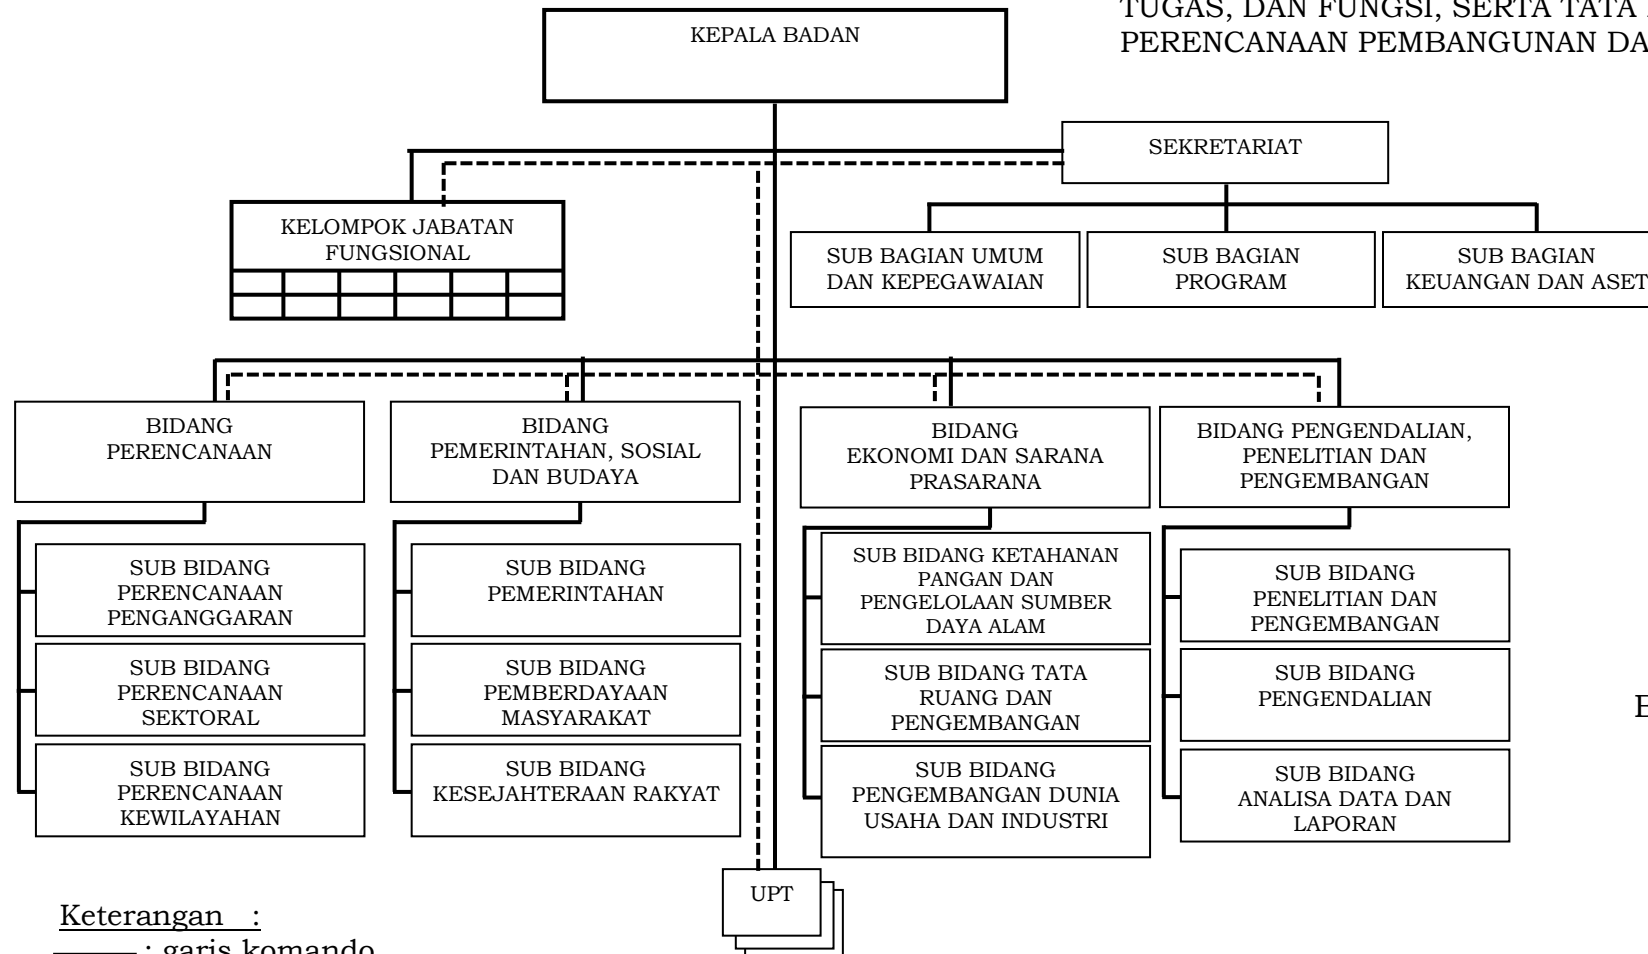 TUGAS, DAN FUNGSI, SERTA TATA
PERENCANAAN PEMBANGUNAN DA
KEPALA BADAN
SEKRETARIAT
KELOMPOK JABATAN
FUNGSIONAL
SUB BAGIAN UMUM
DAN KEPEGAWAIAN
SUB BAGIAN
PROGRAM
SUB BAGIAN
KEUANGAN DAN ASET
BIDANG
PERENCANAAN
BIDANG
PEMERINTAHAN, SOSIAL
DAN BUDAYA
BIDANG
EKONOMI DAN SARANA
PRASARANA
BIDANG PENGENDALIAN,
PENELITIAN DAN
PENGEMBANGAN
SUB BIDANG
PERENCANAAN
PENGANGGARAN
SUB BIDANG
PERENCANAAN
SEKTORAL
SUB BIDANG
PERENCANAAN
KEWILAYAHAN
SUB BIDANG
PEMERINTAHAN
SUB BIDANG
PEMBERDAYAAN
MASYARAKAT
SUB BIDANG
KESEJAHTERAAN RAKYAT
SUB BIDANG KETAHANAN
PANGAN DAN
PENGELOLAAN SUMBER
DAYA ALAM
SUB BIDANG TATA
RUANG DAN
PENGEMBANGAN
SUB BIDANG
PENGEMBANGAN DUNIA
USAHA DAN INDUSTRI
SUB BIDANG
PENELITIAN DAN
PENGEMBANGAN
SUB BIDANG
PENGENDALIAN
SUB BIDANG
ANALISA DATA DAN
LAPORAN
UPT
Keterangan :
: garis komando